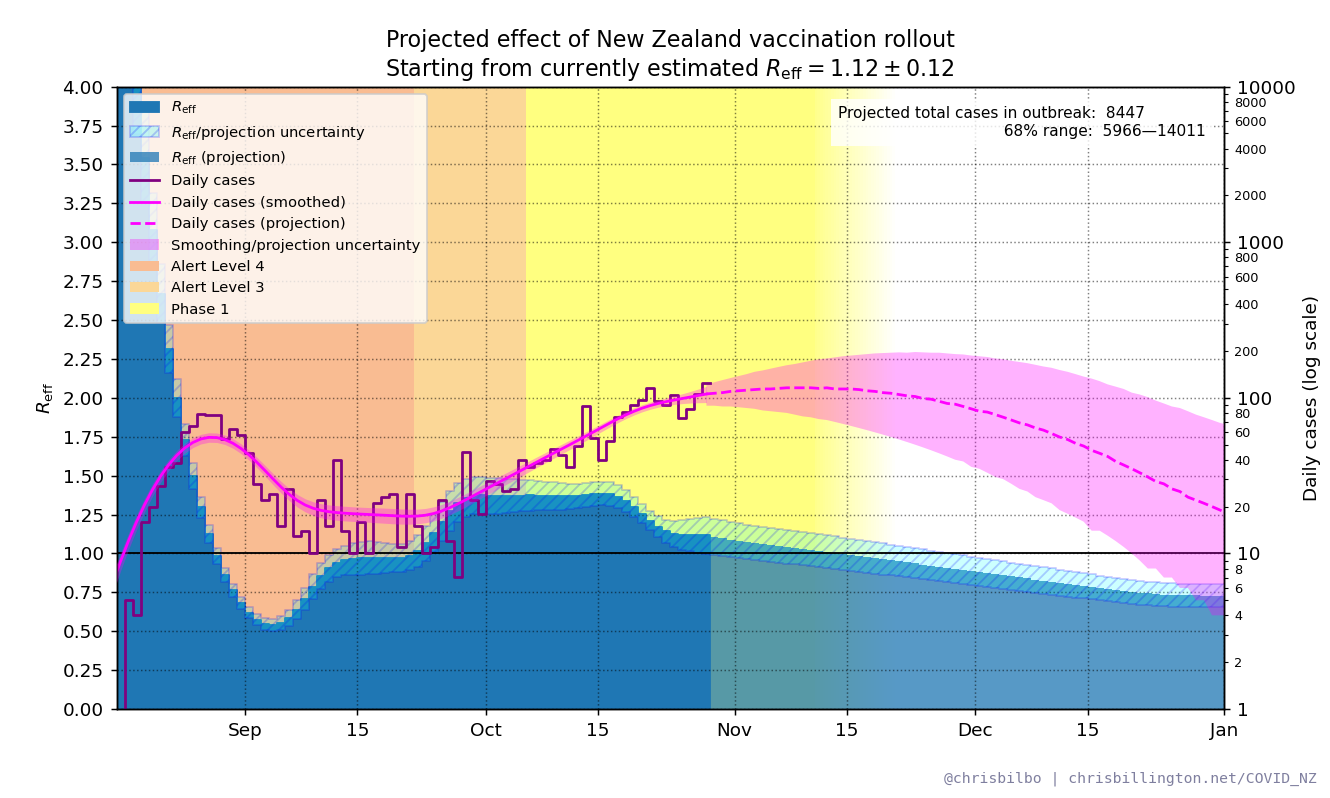 Projected effect of New Zealand vaccination rollout
Starting from currently estimated R_eff = 1.12 ± 0.12
R_eff
R_eff/projection uncertainty
R_eff (projection)
Daily cases
Daily cases (smoothed)
Daily cases (projection)
Smoothing/projection uncertainty
Alert Level 4
Alert Level 3
Phase 1
Projected total cases in outbreak: 8447
68% range: 5966—14011
4.00
3.75
3.50
3.25
3.00
2.75
2.50
2.25
2.00
1.75
1.50
1.25
1.00
0.75
0.50
0.25
0.00
R_eff
10000
8000
6000
4000
2000
1000
800
600
400
200
100
80
60
40
20
10
8
6
4
2
1
Daily cases (log scale)
Sep 15 Oct 15 Nov 15 Dec 15 Jan
@chrisbilbo | chrisbillington.net/COVID_NZ